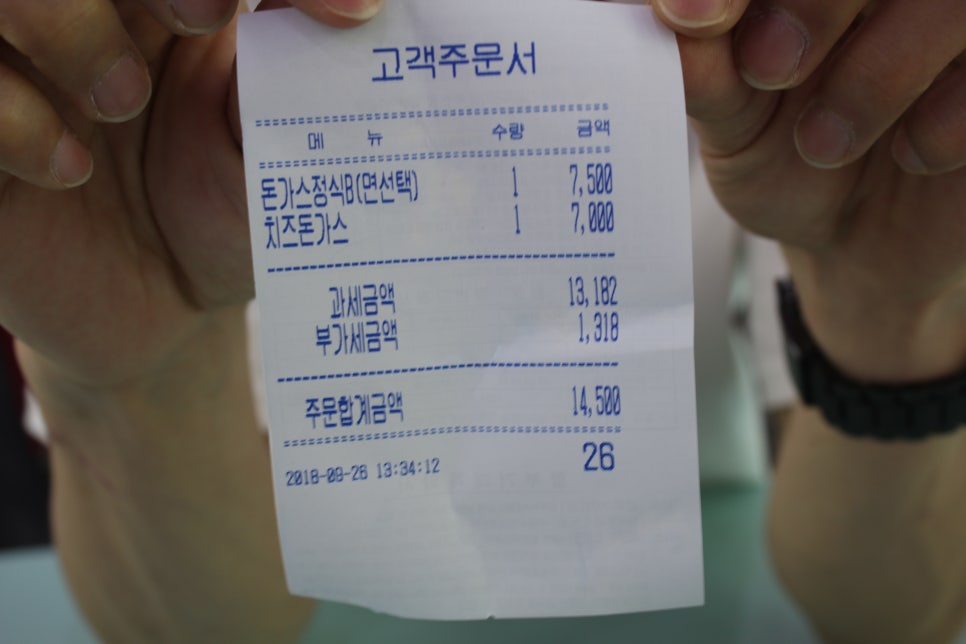 고객주문서
메 뉴 수량 금액
돈가스정식B(면선택) 1 7,500
치즈돈가스 1 7,000
과세금액 13,182
부가세금액 1,318
주문합계금액 14,500
2018-09-26 13:34:12 26